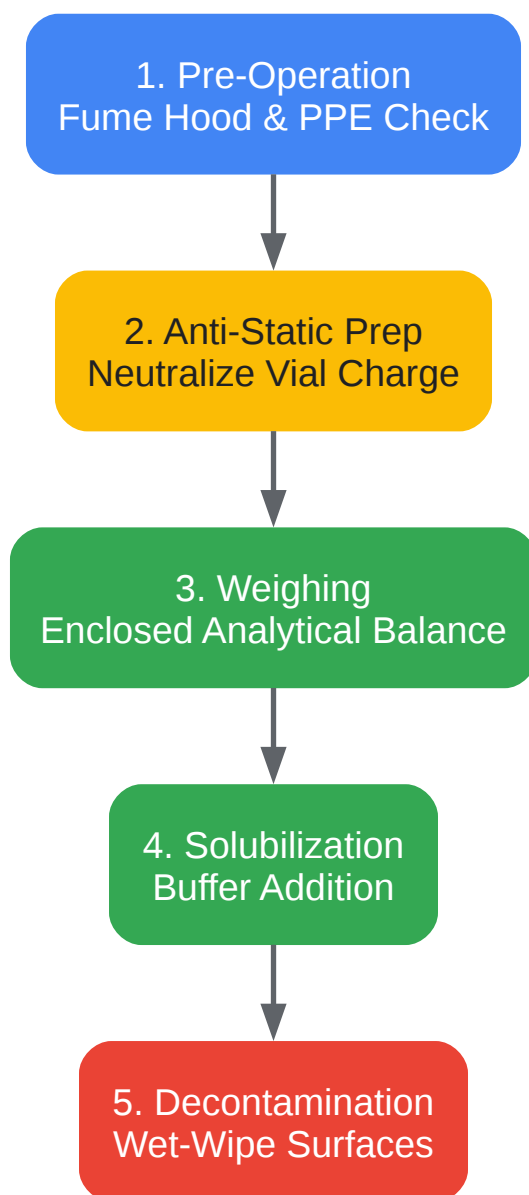 1. Pre-Operation
Fume Hood & PPE Check
2. Anti-Static Prep
Neutralize Vial Charge
3. Weighing
Enclosed Analytical Balance
4. Solubilization
Buffer Addition
5. Decontamination
Wet-Wipe Surfaces